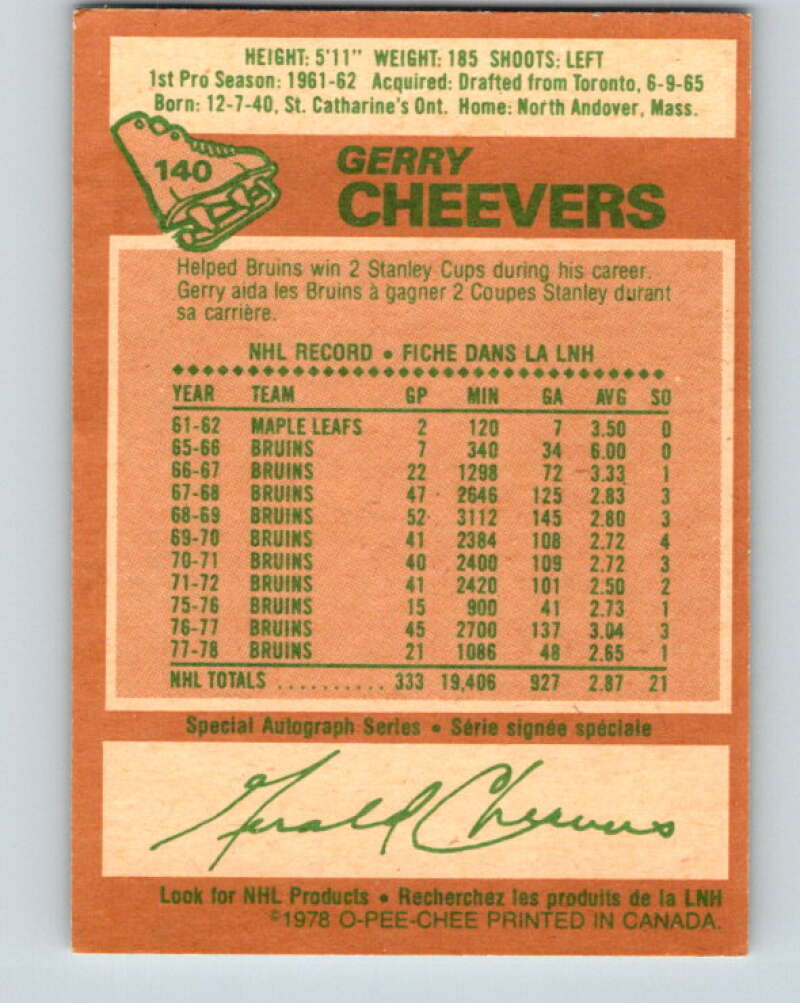 HEIGHT: 5'11" WEIGHT: 185 SHOOTS: LEFT
1st Pro Season: 1961-62 Acquired: Drafted from Toronto, 6-9-65
Born: 12-7-40, St. Catharine's Ont. Home: North Andover, Mass.
140
GERRY
CHEEVERS
Helped Bruins win 2 Stanley Cups during his career.
Gerry aida les Bruins à gagner 2 Coupes Stanley durant
sa carrière.
NHL RECORD • FICHE DANS LA LNH
YEAR TEAM GP MIN GA AVG SO
61-62 MAPLE LEAFS 2 120 7 3.50 0
65-66 BRUINS 7 340 34 6.00 0
66-67 BRUINS 22 1298 72 3.33 1
67-68 BRUINS 47 2646 125 2.83 3
68-69 BRUINS 52 3112 145 2.80 3
69-70 BRUINS 41 2384 108 2.72 4
70-71 BRUINS 40 2400 109 2.72 3
71-72 BRUINS 41 2420 101 2.50 2
75-76 BRUINS 15 900 41 2.73 1
76-77 BRUINS 45 2700 137 3.04 3
77-78 BRUINS 21 1086 48 2.65 1
NHL TOTALS .......... 333 19,406 927 2.87 21
Special Autograph Series • Série signée spéciale
Gerald Cheevers
Look for NHL Products • Recherchez les produits de la LNH
©1978 O-PEE-CHEE PRINTED IN CANADA.